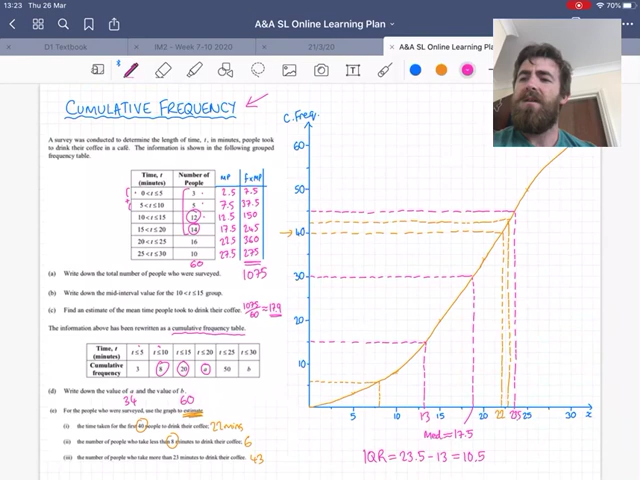 13:23 Thu 26 Mar
70%
A&A SL Online Learning Plan
D1 Textbook
IM2 - Week 7-10 2020
21/3/20
A&A SL Online Learning Plan
CUMULATIVE FREQUENCY
A survey was conducted to determine the length of time, t, in minutes, people took
to drink their coffee in a café. The information is shown in the following grouped
frequency table.
Time, t (minutes) Number of People MP f×MP
0 < t ≤ 5 3 2.5 7.5
5 < t ≤ 10 5 7.5 37.5
10 < t ≤ 15 12 12.5 150
15 < t ≤ 20 14 17.5 245
20 < t ≤ 25 16 22.5 360
25 < t ≤ 30 10 27.5 275
60
(a) Write down the total number of people who were surveyed. 1075
(b) Write down the mid-interval value for the 10 < t ≤ 15 group.
(c) Find an estimate of the mean time people took to drink their coffee. 1075/60 = 17.9
The information above has been rewritten as a cumulative frequency table.
Time, t (minutes) t ≤ 5 t ≤ 10 t ≤ 15 t ≤ 20 t ≤ 25 t ≤ 30
Cumulative frequency 3 8 20 a 50 b
(d) Write down the value of a and the value of b.
34 60
(e) For the people who were surveyed, use the graph to estimate
(i) the time taken for the first 40 people to drink their coffee; 22mins
(ii) the number of people who take less than 8 minutes to drink their coffee; 6
(iii) the number of people who take more than 23 minutes to drink their coffee. 43
C.Freq.
60
50
40
30
20
10
5 10 13 15 20 22 23 25 30 x
med = 17.5
IQR = 23.5 - 13 = 10.5